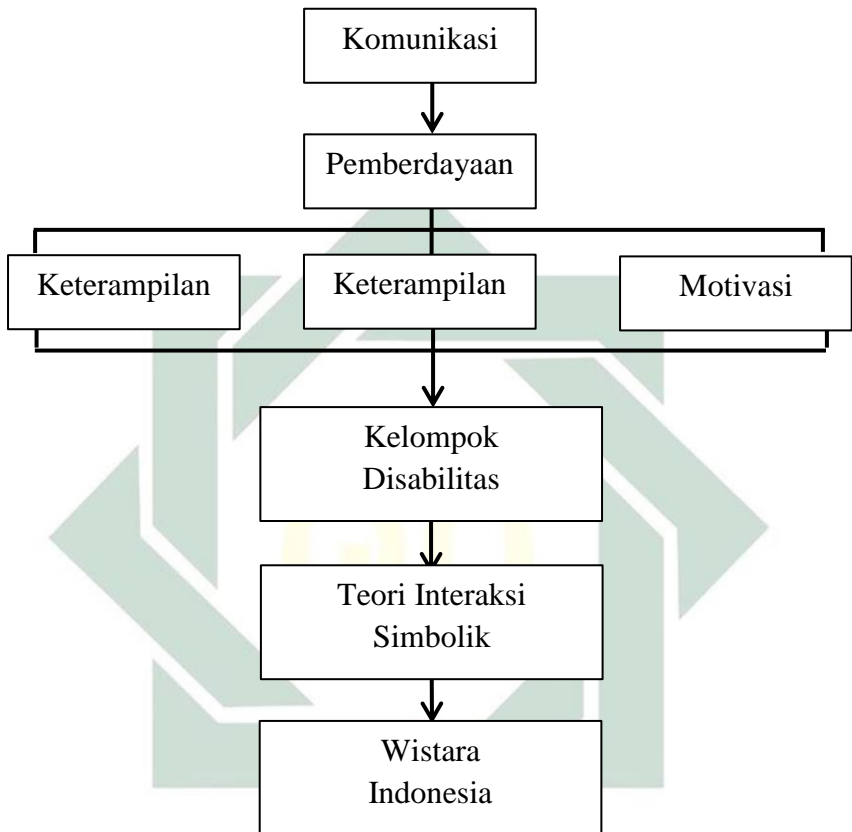 Komunikasi
Pemberdayaan
Keterampilan
Keterampilan
Motivasi
Kelompok
Disabilitas
Teori Interaksi
Simbolik
Wistara
Indonesia